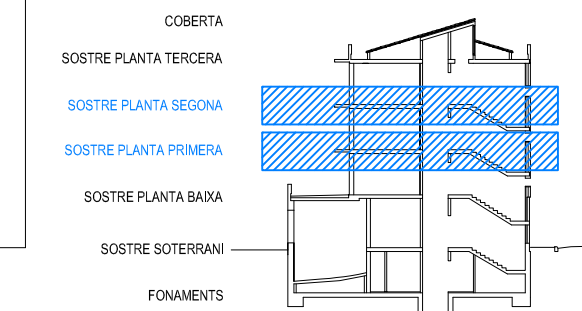 COBERTA
SOSTRE PLANTA TERCERA
SOSTRE PLANTA SEGONA
SOSTRE PLANTA PRIMERA
SOSTRE PLANTA BAIXA
SOSTRE SOTERRANI
FONAMENTS